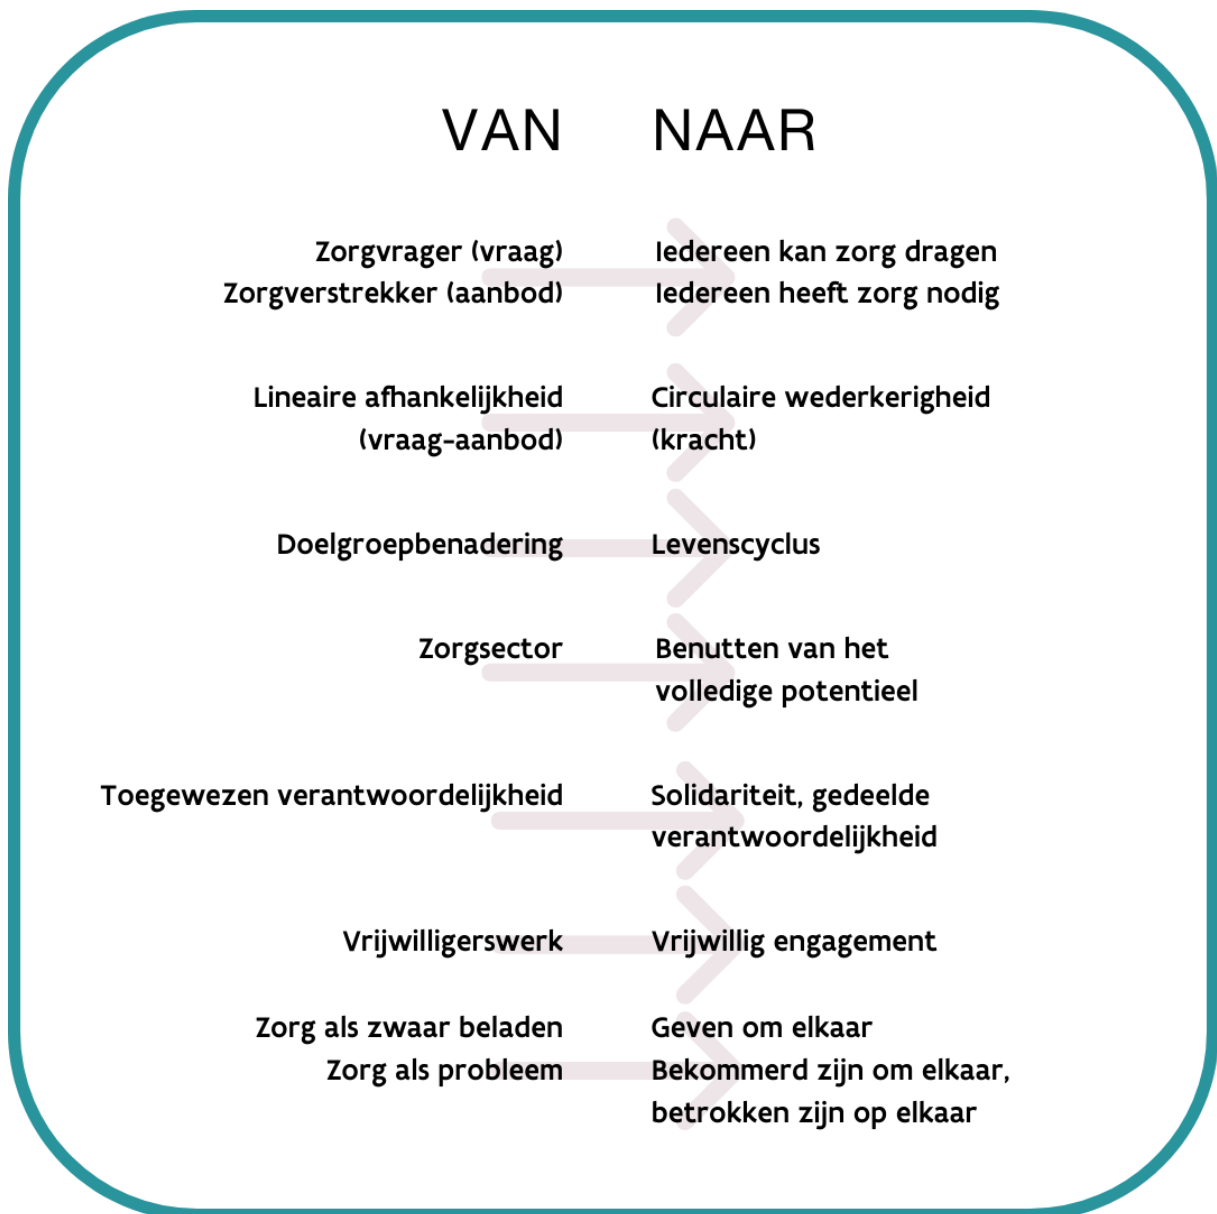 VAN NAAR
Zorgvrager (vraag) Iedereen kan zorg dragen
Zorgverstrekker (aanbod) Iedereen heeft zorg nodig
Lineaire afhankelijkheid Circulaire wederkerigheid
(vraag-aanbod) (kracht)
Doelgroepbenadering Levenscyclus
Zorgsector Benutten van het
volledige potentieel
Toegewezen verantwoordelijkheid Solidariteit, gedeelde
verantwoordelijkheid
Vrijwilligerswerk Vrijwillig engagement
Zorg als zwaar beladen Geven om elkaar
Zorg als probleem Bekommerd zijn om elkaar,
betrokken zijn op elkaar